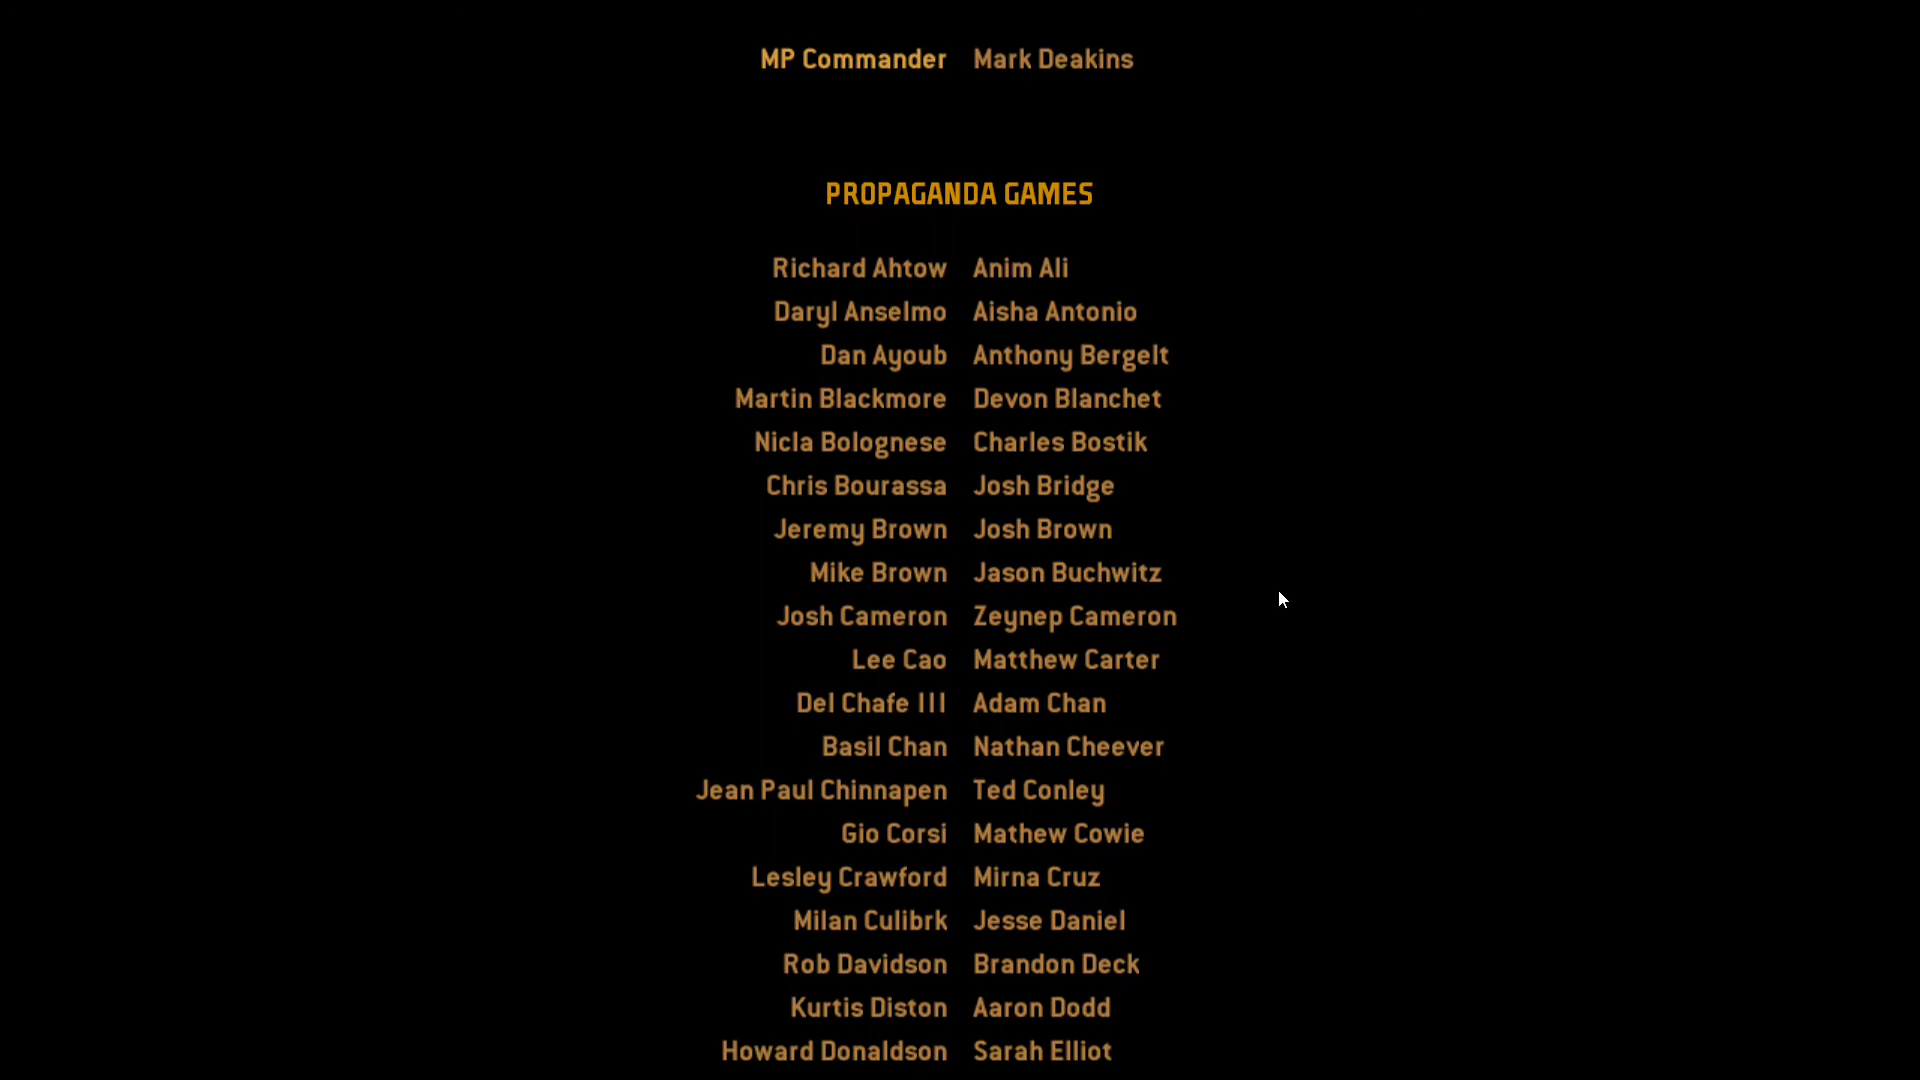 MP Commander Mark Deakins
PROPAGANDA GAMES
Richard Ahtow Anim Ali
Daryl Anselmo Aisha Antonio
Dan Ayoub Anthony Bergelt
Martin Blackmore Devon Blanchet
Nicla Bolognese Charles Bostik
Chris Bourassa Josh Bridge
Jeremy Brown Josh Brown
Mike Brown Jason Buchwitz
Josh Cameron Zeynep Cameron
Lee Cao Matthew Carter
Del Chafe III Adam Chan
Basil Chan Nathan Cheever
Jean Paul Chinnapen Ted Conley
Gio Corsi Mathew Cowie
Lesley Crawford Mirna Cruz
Milan Culibrk Jesse Daniel
Rob Davidson Brandon Deck
Kurtis Diston Aaron Dodd
Howard Donaldson Sarah Elliot